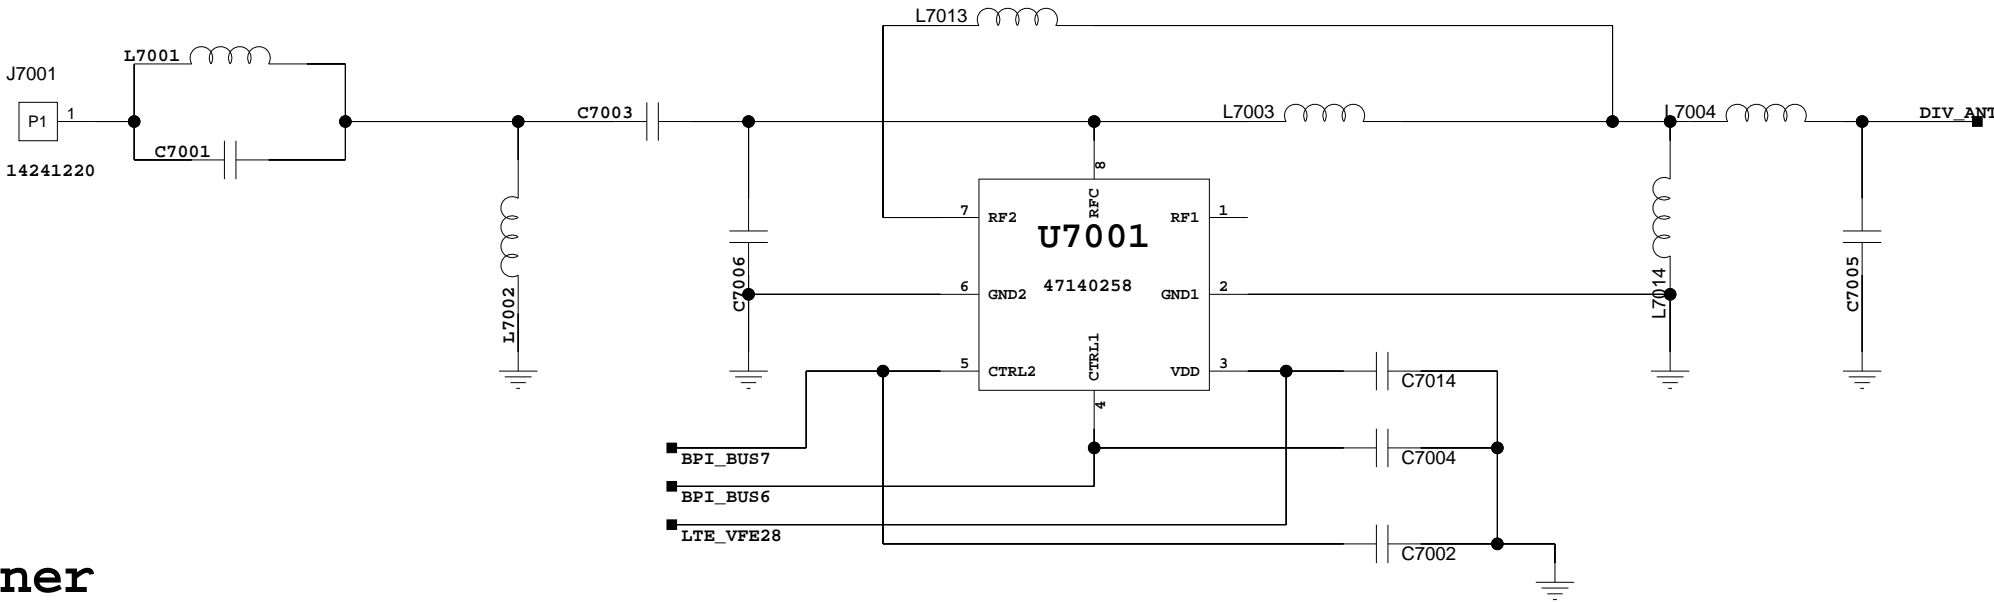 L7013
L7001
J7001
P1
1
C7003
L7003
L7004
DIV_ANT
C7001
14241220
8
7
RF2
RFC
RF1
1
U7001
L7002
C7006
6
GND2
47140258
GND1
2
L7014
C7005
5
CTRL2
CTRL1
VDD
3
C7014
4
BPI_BUS7
C7004
BPI_BUS6
LTE_VFE28
C7002
ner